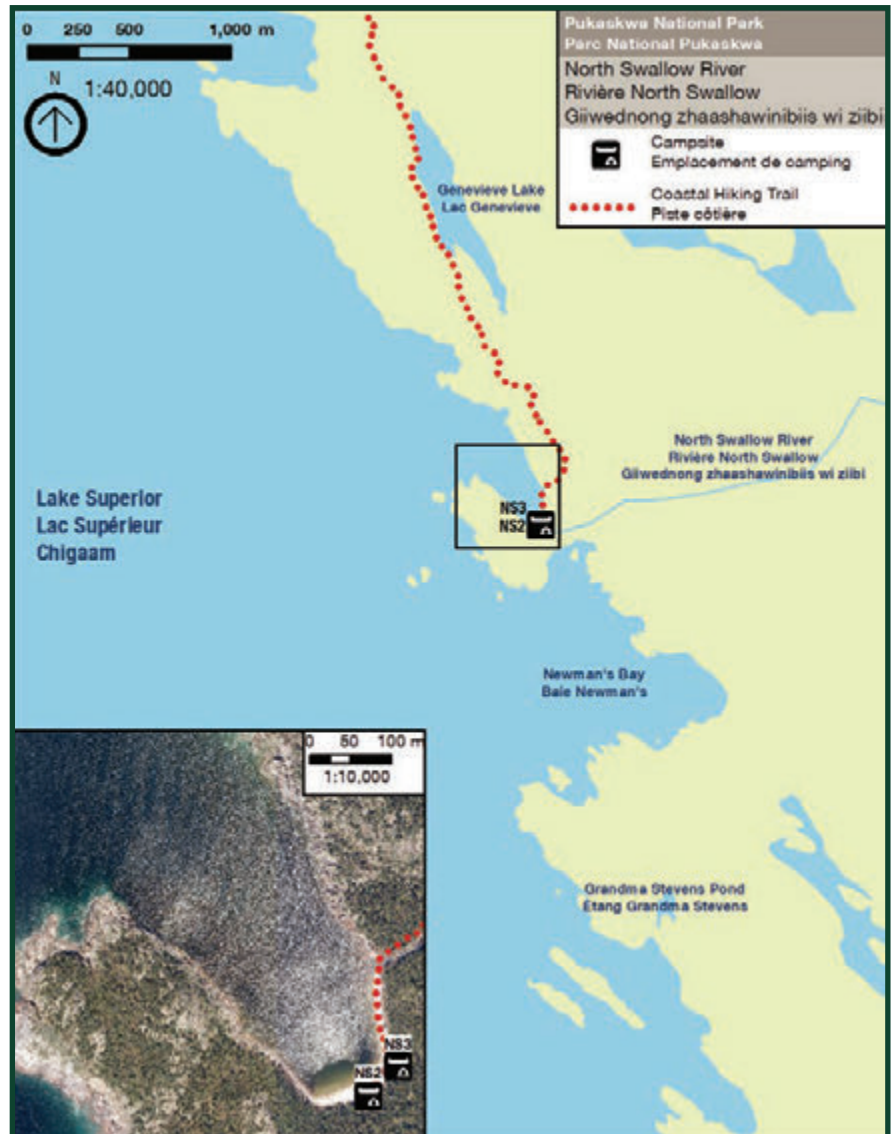 0 250 500 1,000 m
N
1:40,000
Pukaskwa National Park
Parc National Pukaskwa
North Swallow River
Rivière North Swallow
Giiwednong zhaashawinibiis wi ziibi
Campsite
Emplacement de camping
Coastal Hiking Trail
Piste côtière
Genevieve Lake
Lac Genevieve
North Swallow River
Rivière North Swallow
Giiwednong zhaashawinibiis wi ziibi
NS3
NS2
Lake Superior
Lac Supérieur
Chigaam
Newman's Bay
Baie Newman's
0 50 100 m
1:10,000
Grandma Stevens Pond
Étang Grandma Stevens
NS3
NS2